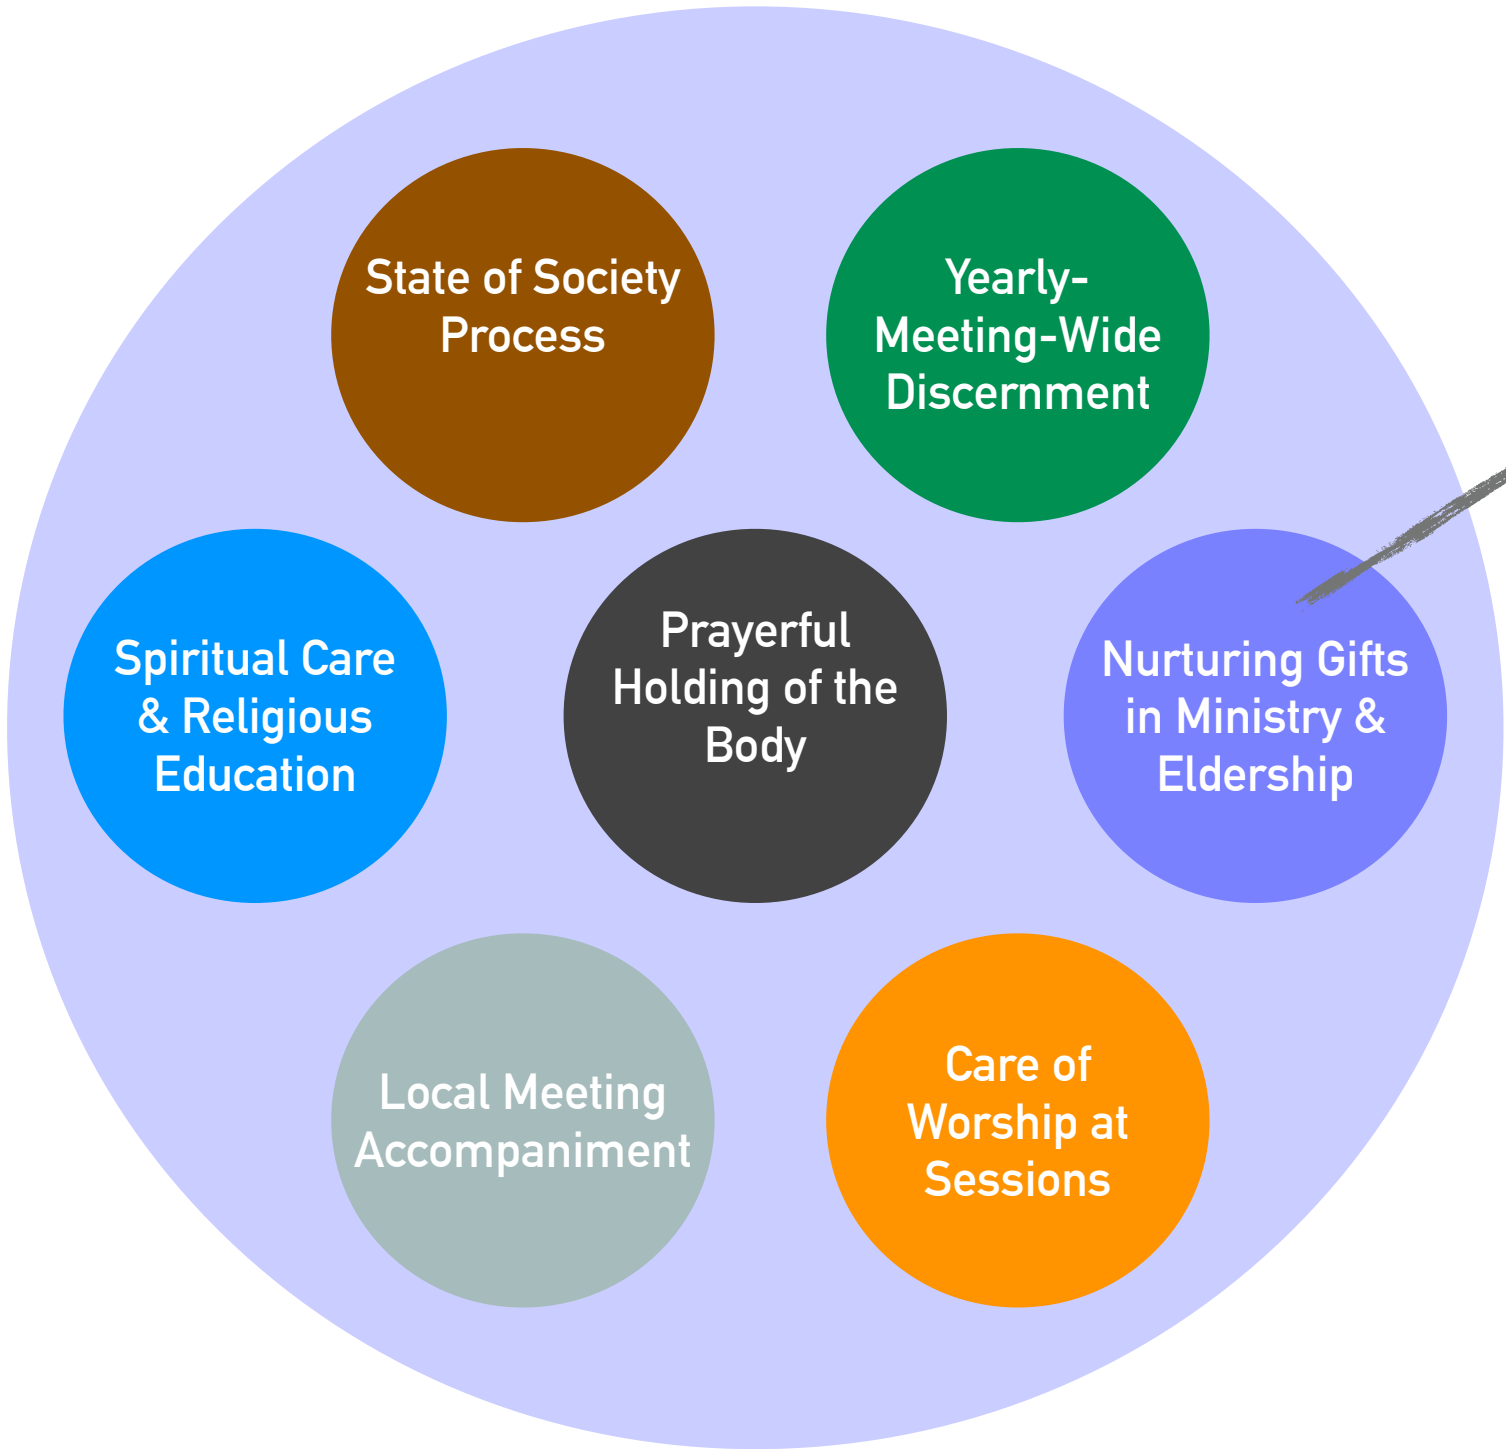 State of Society
Process
Yearly-
Meeting-Wide
Discernment
Spiritual Care
& Religious
Education
Prayerful
Holding of the
Body
Nurturing Gifts
in Ministry &
Eldership
Local Meeting
Accompaniment
Care of
Worship at
Sessions